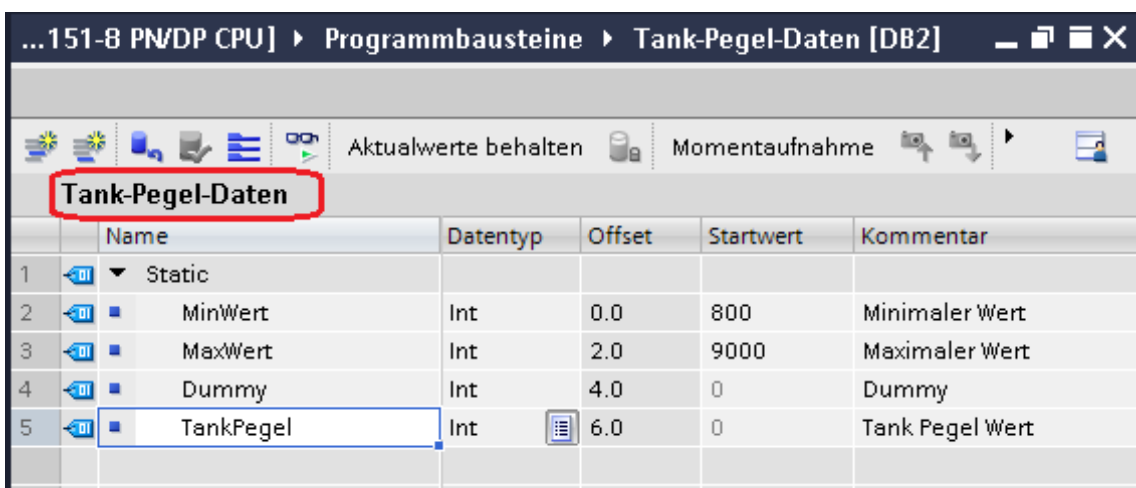 ...151-8 PN/DP CPU] ▸ Programmbausteine ▸ Tank-Pegel-Daten [DB2]
Aktualwerte behalten Momentaufnahme
Tank-Pegel-Daten
Name Datentyp Offset Startwert Kommentar
1 Static
2 MinWert Int 0.0 800 Minimaler Wert
3 MaxWert Int 2.0 9000 Maximaler Wert
4 Dummy Int 4.0 0 Dummy
5 TankPegel Int 6.0 0 Tank Pegel Wert